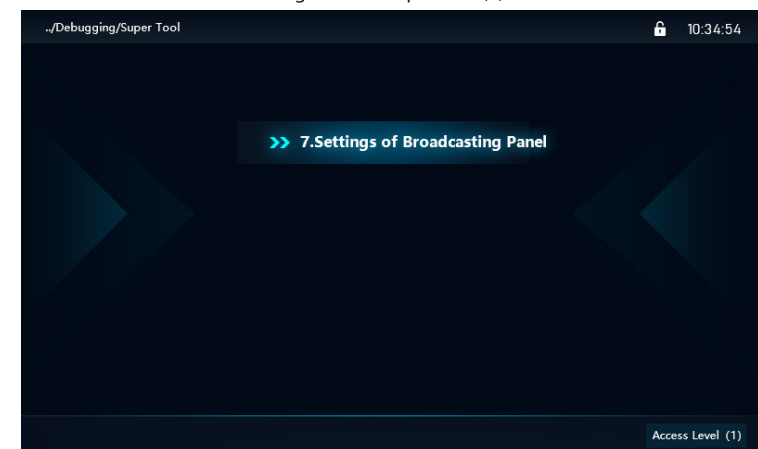 ../Debugging/Super Tool
10:34:54
7.Settings of Broadcasting Panel
Access Level (1)